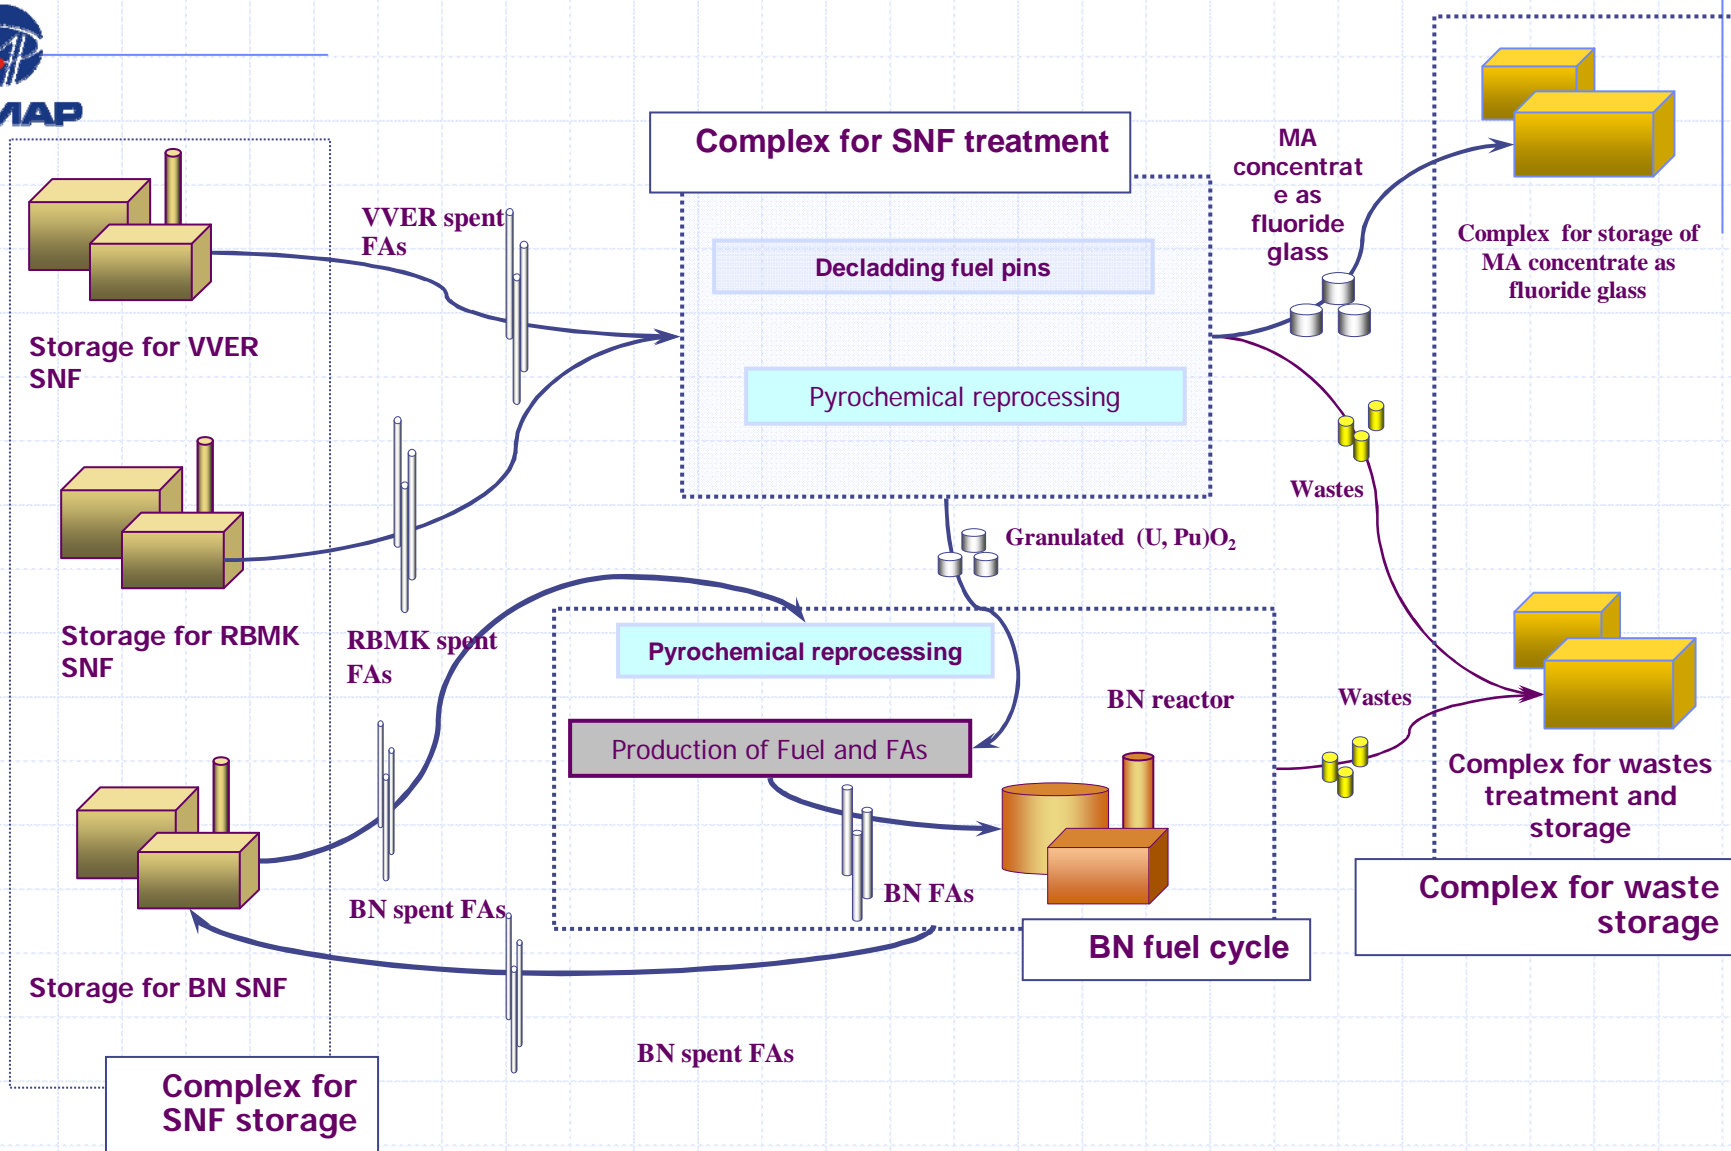 МАР
Complex for SNF treatment
MA
concentrat
e as
fluoride
glass
VVER spent
FAs
Complex for storage of
MA concentrate as
fluoride glass
Decladding fuel pins
Storage for VVER
SNF
Pyrochemical reprocessing
Wastes
Granulated (U, Pu)O₂
Storage for RBMK
SNF
RBMK spent
FAs
Pyrochemical reprocessing
BN reactor
Wastes
Production of Fuel and FAs
Complex for wastes
treatment and
storage
BN FAs
BN spent FAs
Complex for waste
storage
BN fuel cycle
Storage for BN SNF
BN spent FAs
Complex for
SNF storage